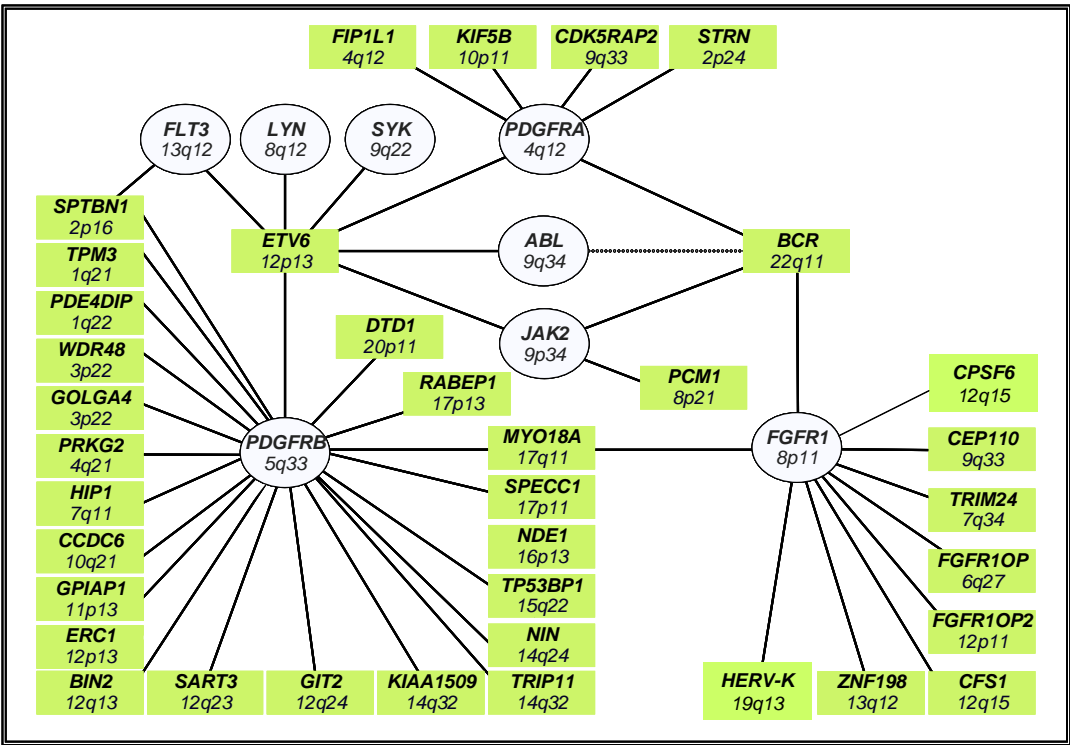 FIP1L1
4q12
KIF5B
10p11
CDK5RAP2
9q33
STRN
2p24
FLT3
13q12
LYN
8q12
SYK
9q22
PDGFRA
4q12
SPTBN1
2p16
TPM3
1q21
PDE4DIP
1q22
WDR48
3p22
GOLGA4
3p22
PRKG2
4q21
HIP1
7q11
CCDC6
10q21
GPIAP1
11p13
ERC1
12p13
BIN2
12q13
ETV6
12p13
ABL
9q34
BCR
22q11
JAK2
9p34
DTD1
20p11
RABEP1
17p13
PCM1
8p21
PDGFRB
5q33
MYO18A
17q11
SPECC1
17p11
NDE1
16p13
TP53BP1
15q22
NIN
14q24
TRIP11
14q32
SART3
12q23
GIT2
12q24
KIAA1509
14q32
FGFR1
8p11
CPSF6
12q15
CEP110
9q33
TRIM24
7q34
FGFR1OP
6q27
FGFR1OP2
12p11
HERV-K
19q13
ZNF198
13q12
CFS1
12q15